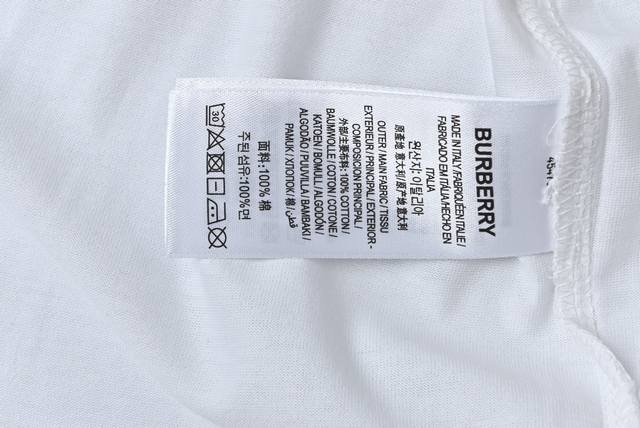 BURBERRY
MADE IN ITALY / FABRIQUÉ EN ITALIE /
FABRICADO EM ITÁLIA / HECHO EN
ITALIA
원산지: 이탈리아
原產地 意大利/原产地 意大利
OUTER / MAIN FABRIC / TISSU
EXTERIEUR / PRINCIPAL / EXTERIOR -
COMPOSICIÓN PRINCIPAL /
外部/主要布料: 100% COTTON /
BAUMWOLLE / COTON / COTONE /
KATOEN / BOMULL / ALGODÓN /
ALGODÃO / PUUVILLA / BAMBAKI /
PAMUK / ХЛОПОК / 棉 / قطن /
面料: 100% 棉
주된 섬유: 100% 면
30